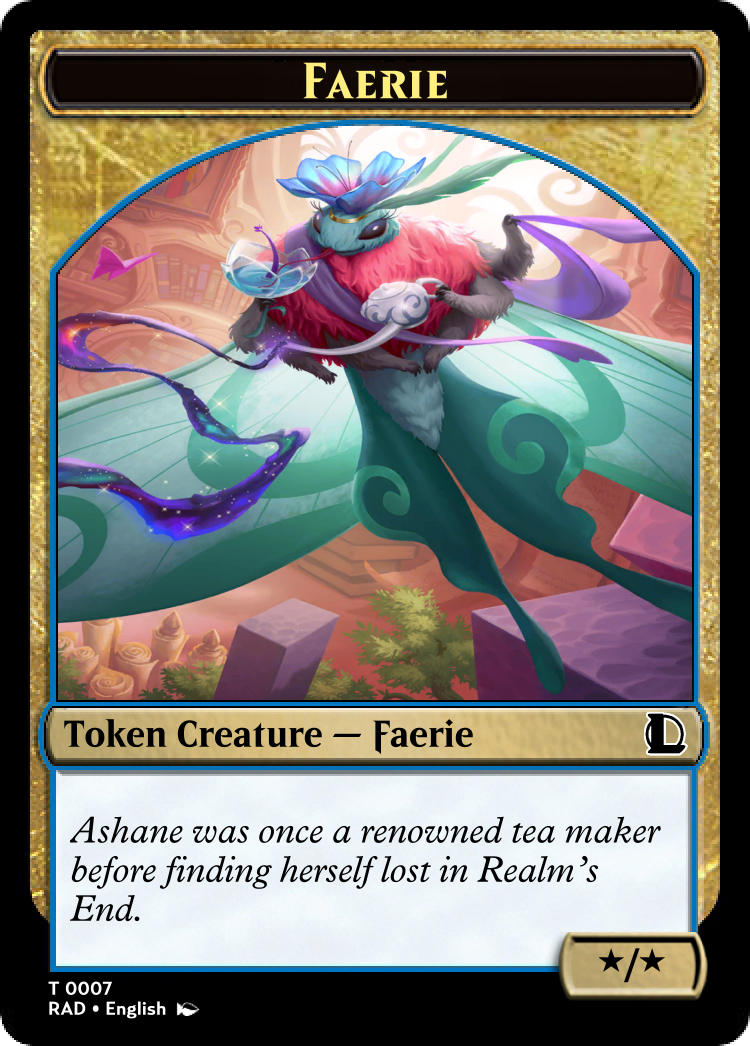 Faerie
Token Creature — Faerie
Ashane was once a renowned tea maker
before finding herself lost in Realm's
End.
★/★
T 0007
RAD • English